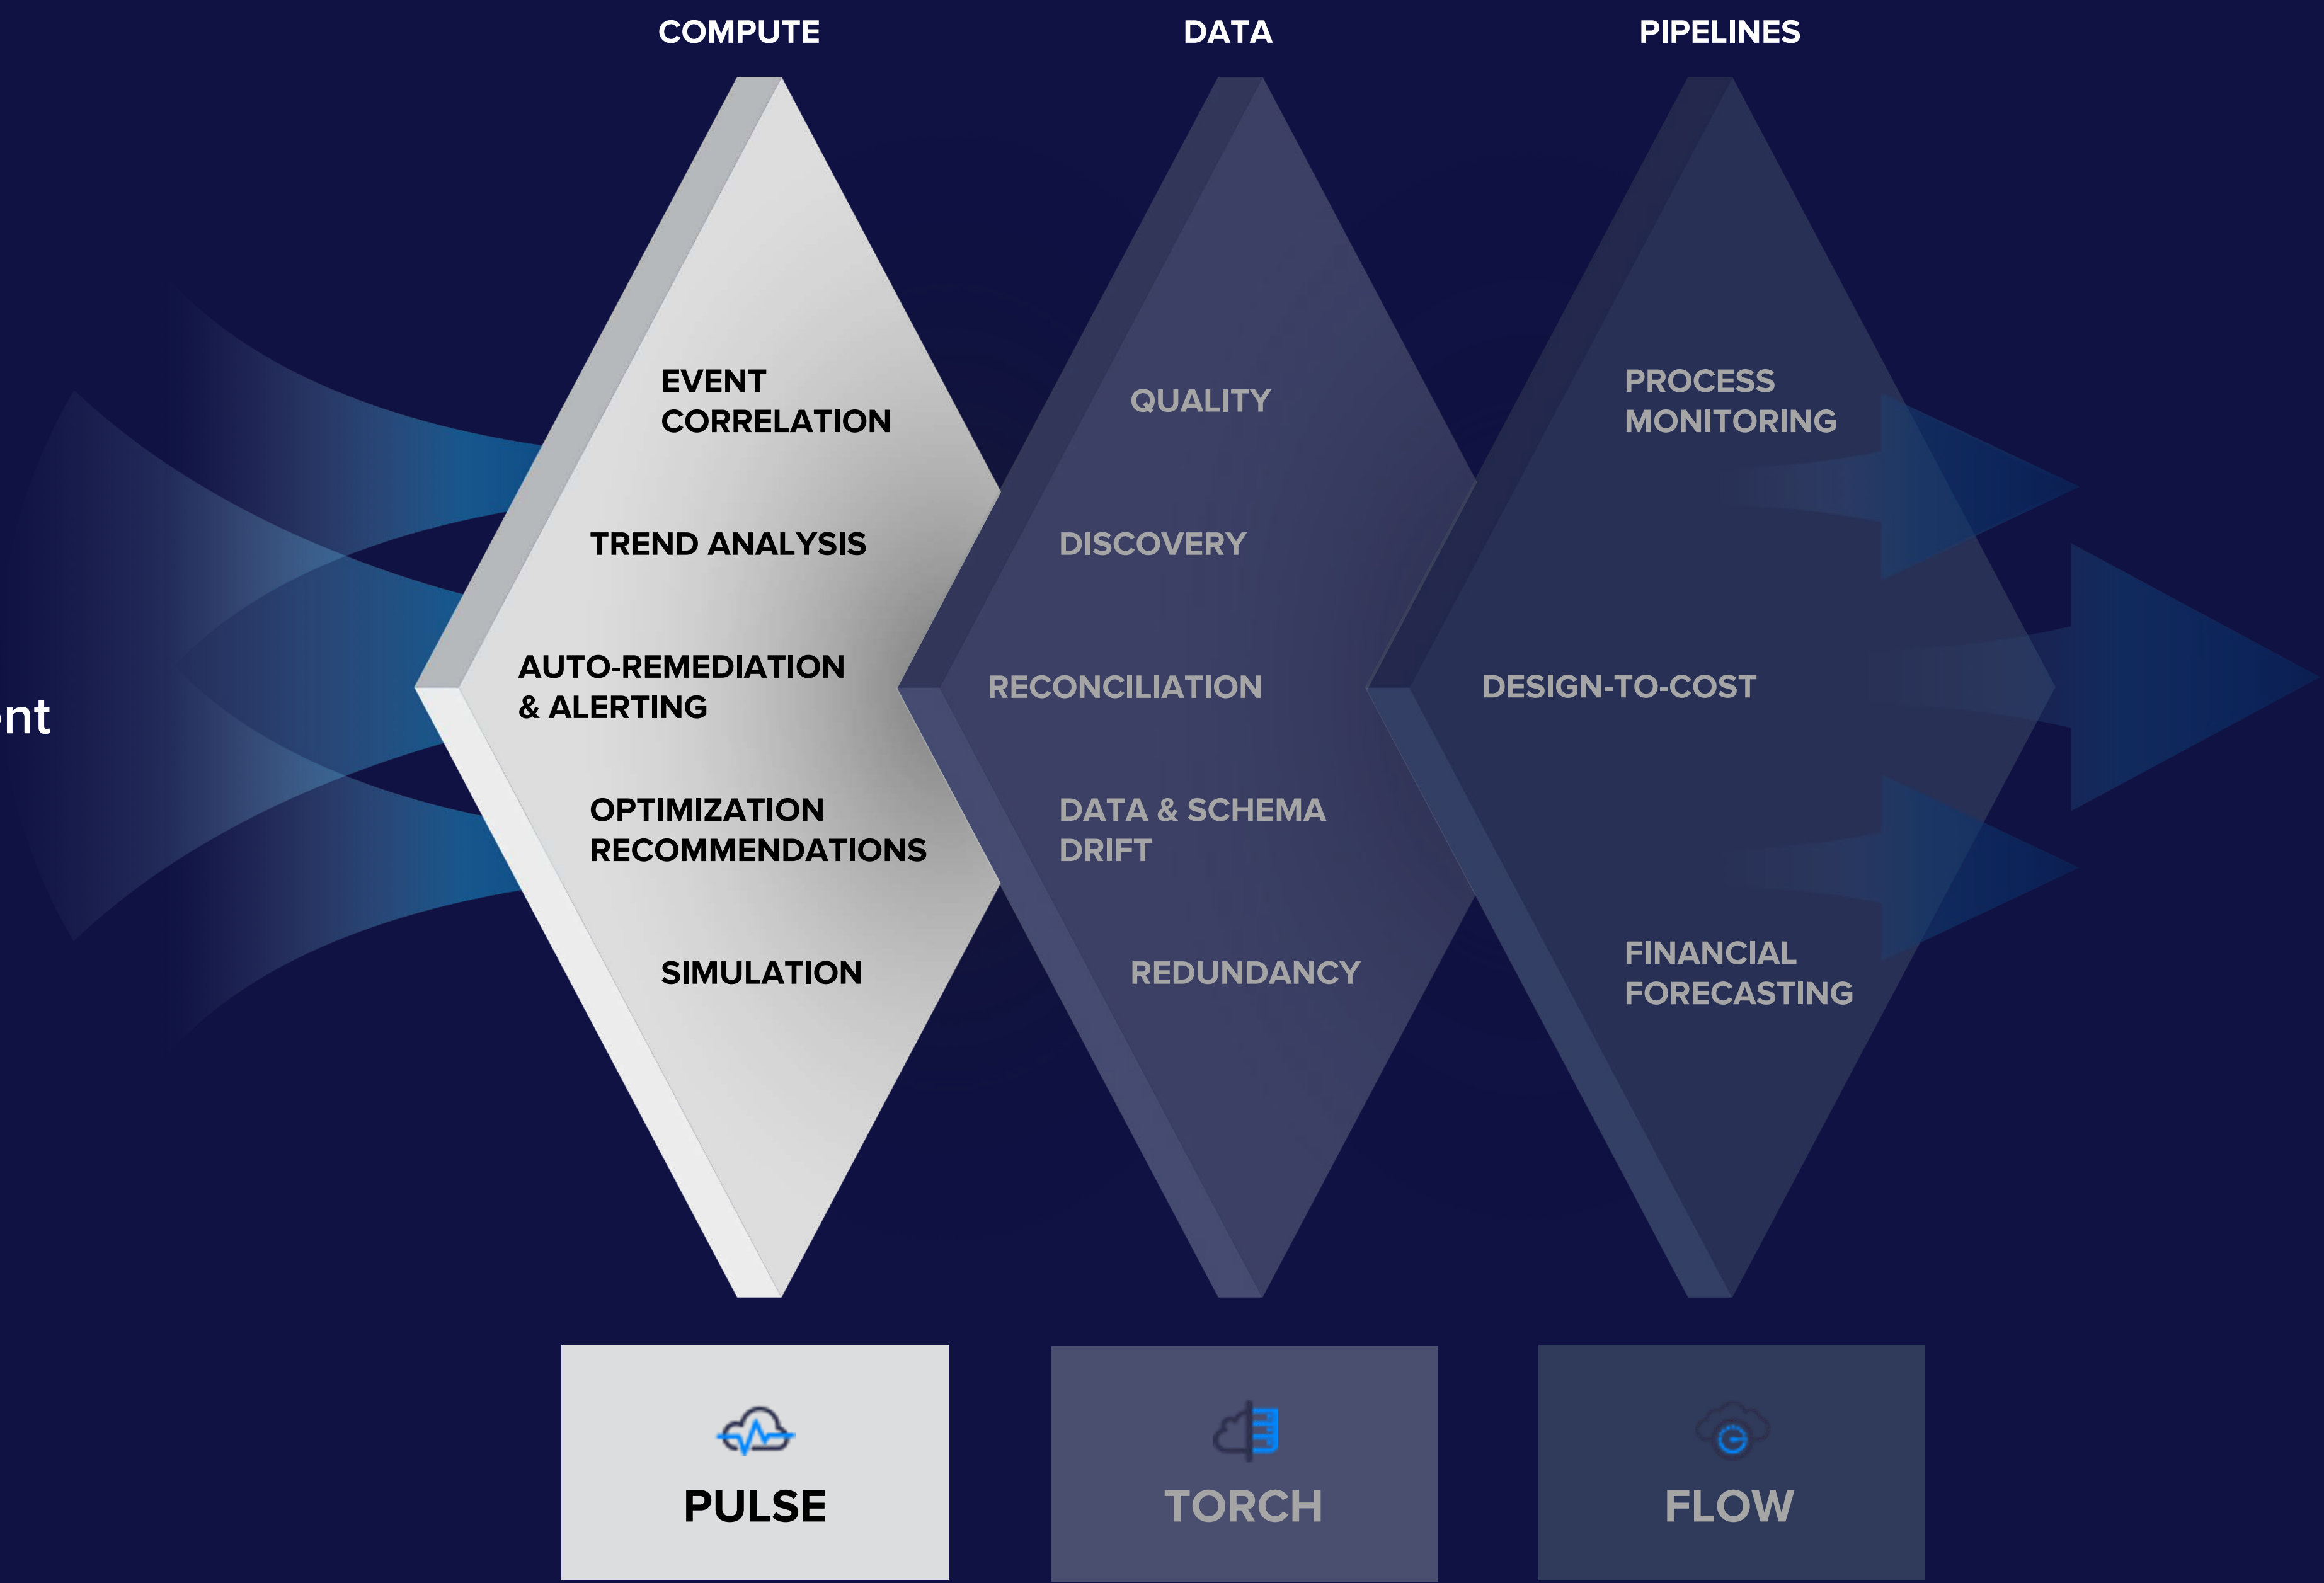 COMPUTE
DATA
PIPELINES
EVENT
CORRELATION
TREND ANALYSIS
AUTO-REMEDIATION
& ALERTING
OPTIMIZATION
RECOMMENDATIONS
SIMULATION
QUALITY
DISCOVERY
RECONCILIATION
DATA & SCHEMA
DRIFT
REDUNDANCY
PROCESS
MONITORING
DESIGN-TO-COST
FINANCIAL
FORECASTING
PULSE
TORCH
FLOW